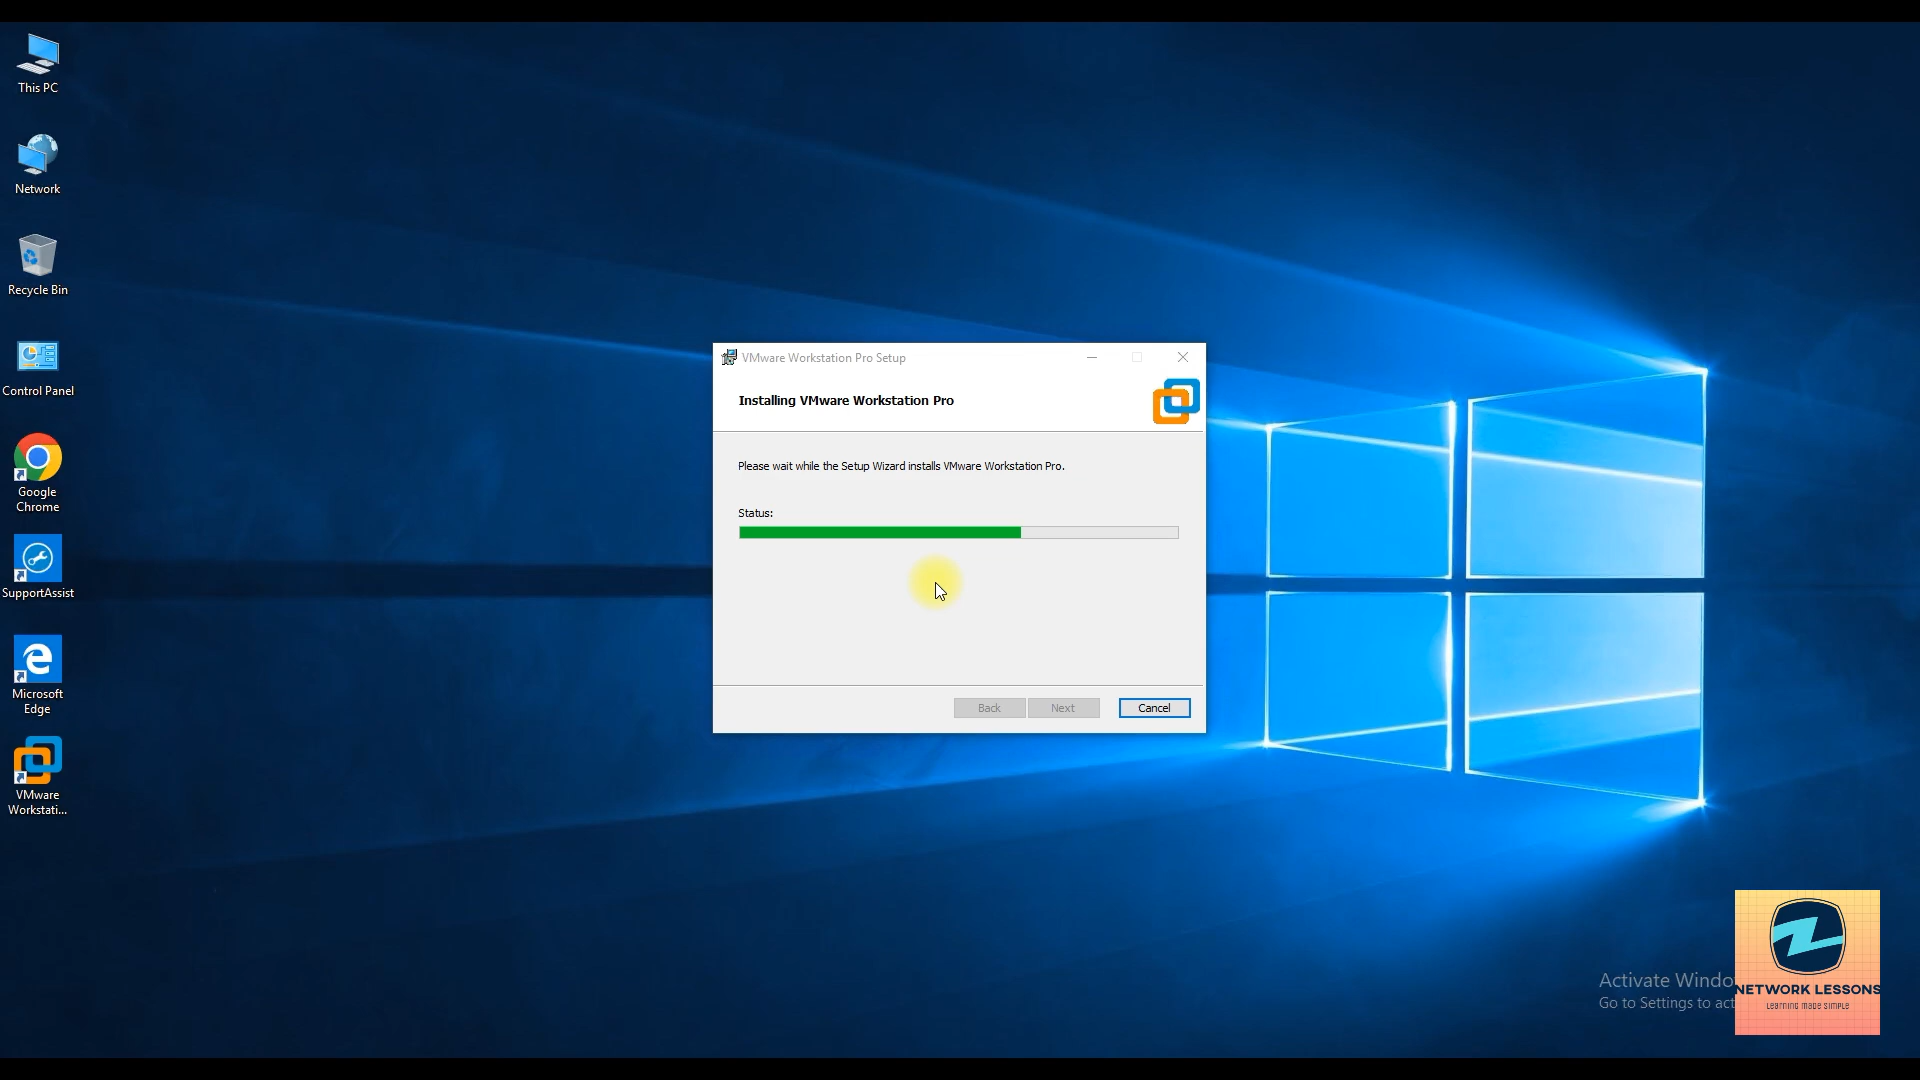 This PC
Network
Recycle Bin
Control Panel
Google
Chrome
SupportAssist
Microsoft
Edge
VMware
Workstati...
VMware Workstation Pro Setup
Installing VMware Workstation Pro
Please wait while the Setup Wizard installs VMware Workstation Pro.
Status:
Back
Next
Cancel
Activate Windo
Go to Settings to act
NETWORK LESSONS
Learning made simple